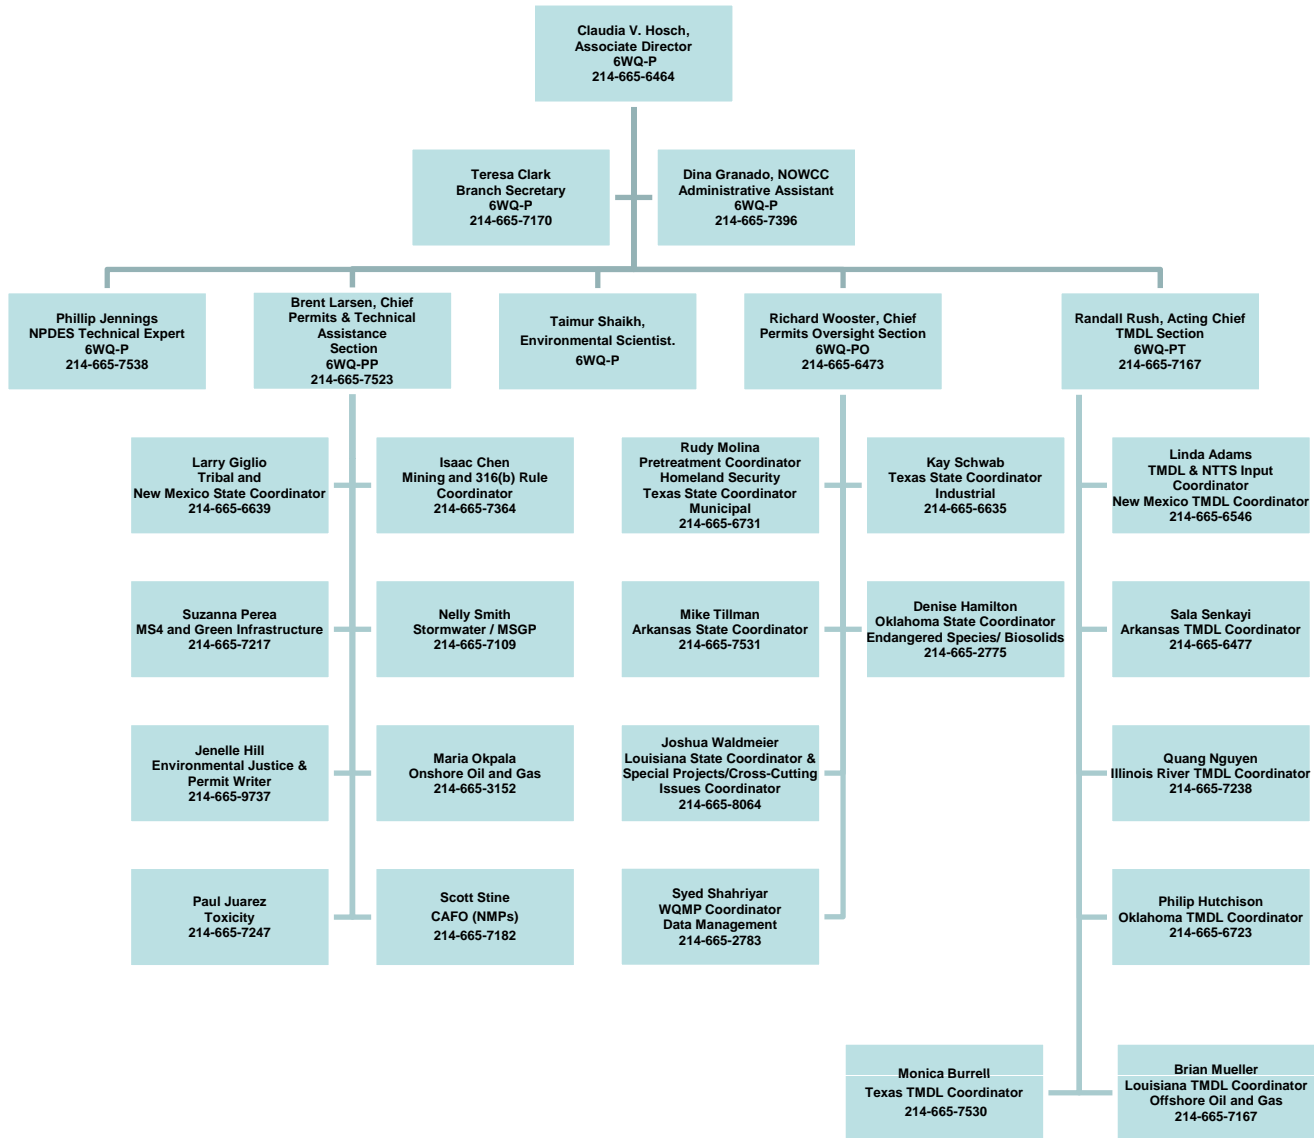 Claudia V. Hosch,
Associate Director
6WQ-P
214-665-6464
Teresa Clark
Branch Secretary
6WQ-P
214-665-7170
Dina Granado, NOWCC
Administrative Assistant
6WQ-P
214-665-7396
Phillip Jennings
NPDES Technical Expert
6WQ-P
214-665-7538
Brent Larsen, Chief
Permits & Technical
Assistance
Section
6WQ-PP
214-665-7523
Taimur Shaikh,
Environmental Scientist.
6WQ-P
Richard Wooster, Chief
Permits Oversight Section
6WQ-PO
214-665-6473
Randall Rush, Acting Chief
TMDL Section
6WQ-PT
214-665-7167
Larry Giglio
Tribal and
New Mexico State Coordinator
214-665-6639
Isaac Chen
Mining and 316(b) Rule
Coordinator
214-665-7364
Rudy Molina
Pretreatment Coordinator
Homeland Security
Texas State Coordinator
Municipal
214-665-6731
Kay Schwab
Texas State Coordinator
Industrial
214-665-6635
Linda Adams
TMDL & NTTS Input
Coordinator
New Mexico TMDL Coordinator
214-665-6546
Suzanna Perea
MS4 and Green Infrastructure
214-665-7217
Nelly Smith
Stormwater / MSGP
214-665-7109
Mike Tillman
Arkansas State Coordinator
214-665-7531
Denise Hamilton
Oklahoma State Coordinator
Endangered Species/ Biosolids
214-665-2775
Sala Senkayi
Arkansas TMDL Coordinator
214-665-6477
Jenelle Hill
Environmental Justice &
Permit Writer
214-665-9737
Maria Okpala
Onshore Oil and Gas
214-665-3152
Joshua Waldmeier
Louisiana State Coordinator &
Special Projects/Cross-Cutting
Issues Coordinator
214-665-8064
Quang Nguyen
Illinois River TMDL Coordinator
214-665-7238
Paul Juarez
Toxicity
214-665-7247
Scott Stine
CAFO (NMPs)
214-665-7182
Syed Shahriyar
WQMP Coordinator
Data Management
214-665-2783
Philip Hutchison
Oklahoma TMDL Coordinator
214-665-6723
Monica Burrell
Texas TMDL Coordinator
214-665-7530
Brian Mueller
Louisiana TMDL Coordinator
Offshore Oil and Gas
214-665-7167